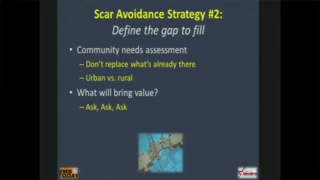 Scar Avoidance Strategy #2:
Define the gap to fill
• Community needs assessment
– Don't replace what's already there
– Urban vs. rural
• What will bring value?
– Ask, Ask, Ask
TODAY